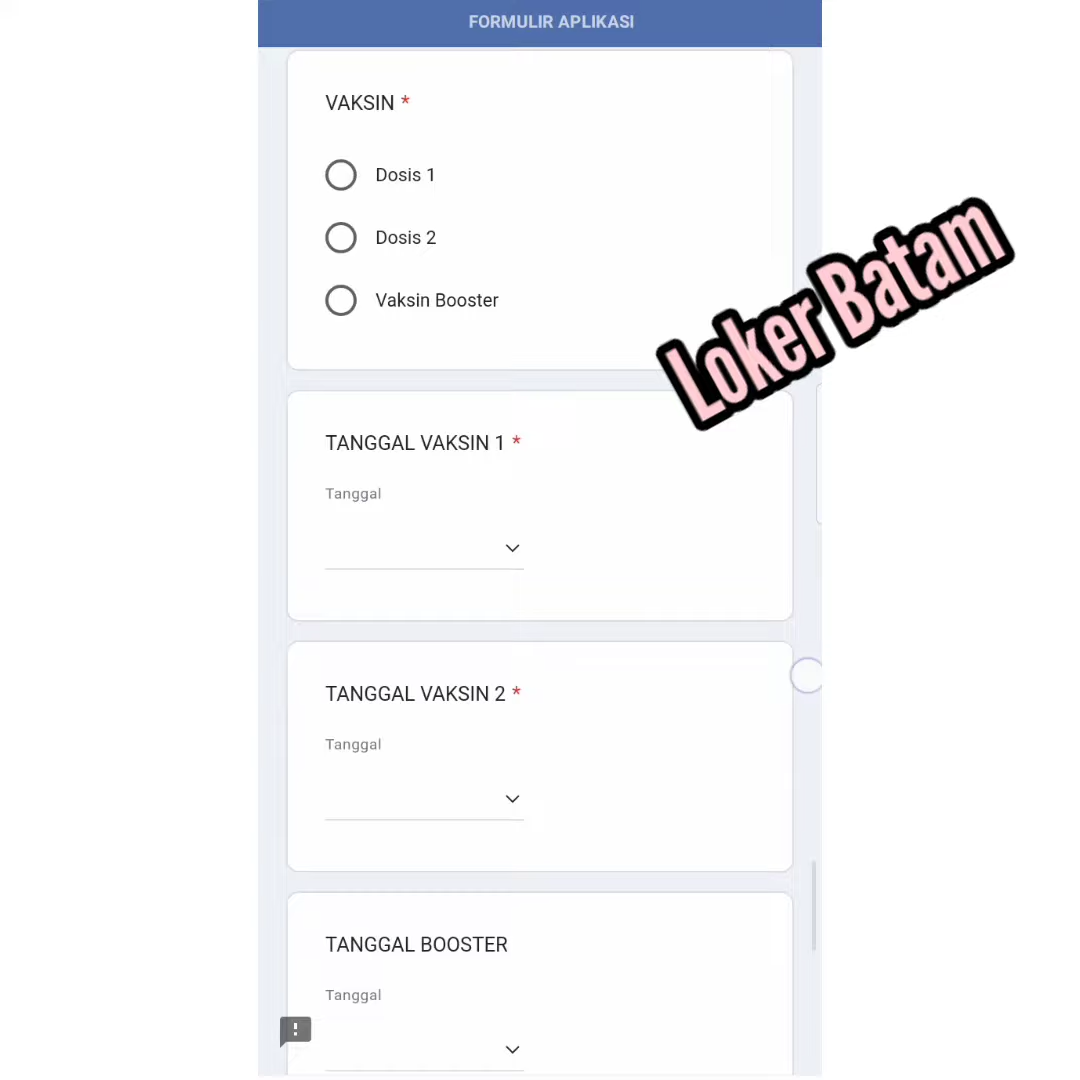 FORMULIR APLIKASI
VAKSIN *
Dosis 1
Dosis 2
Vaksin Booster
Loker Batam
TANGGAL VAKSIN 1 *
Tanggal
TANGGAL VAKSIN 2 *
Tanggal
TANGGAL BOOSTER
Tanggal